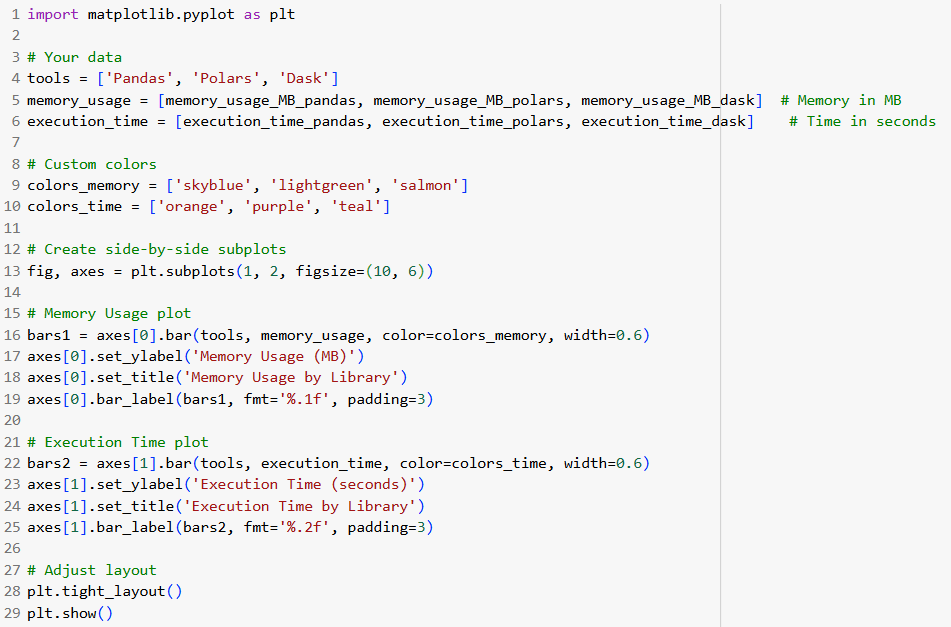 1 import matplotlib.pyplot as plt
2
3 # Your data
4 tools = ['Pandas', 'Polars', 'Dask']
5 memory_usage = [memory_usage_MB_pandas, memory_usage_MB_polars, memory_usage_MB_dask]  # Memory in MB
6 execution_time = [execution_time_pandas, execution_time_polars, execution_time_dask]    # Time in seconds
7
8 # Custom colors
9 colors_memory = ['skyblue', 'lightgreen', 'salmon']
10 colors_time = ['orange', 'purple', 'teal']
11
12 # Create side-by-side subplots
13 fig, axes = plt.subplots(1, 2, figsize=(10, 6))
14
15 # Memory Usage plot
16 bars1 = axes[0].bar(tools, memory_usage, color=colors_memory, width=0.6)
17 axes[0].set_ylabel('Memory Usage (MB)')
18 axes[0].set_title('Memory Usage by Library')
19 axes[0].bar_label(bars1, fmt='%.1f', padding=3)
20
21 # Execution Time plot
22 bars2 = axes[1].bar(tools, execution_time, color=colors_time, width=0.6)
23 axes[1].set_ylabel('Execution Time (seconds)')
24 axes[1].set_title('Execution Time by Library')
25 axes[1].bar_label(bars2, fmt='%.2f', padding=3)
26
27 # Adjust layout
28 plt.tight_layout()
29 plt.show()